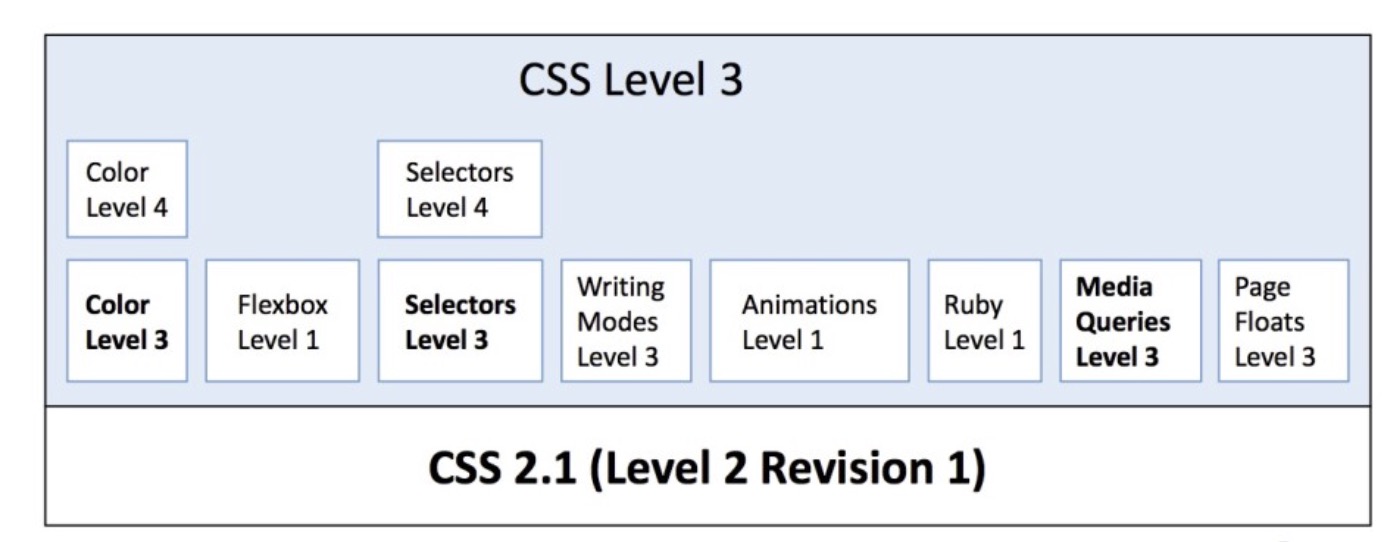 CSS Level 3
Color
Level 4
Selectors
Level 4
Color
Level 3
Flexbox
Level 1
Selectors
Level 3
Writing
Modes
Level 3
Animations
Level 1
Ruby
Level 1
Media
Queries
Level 3
Page
Floats
Level 3
CSS 2.1 (Level 2 Revision 1)